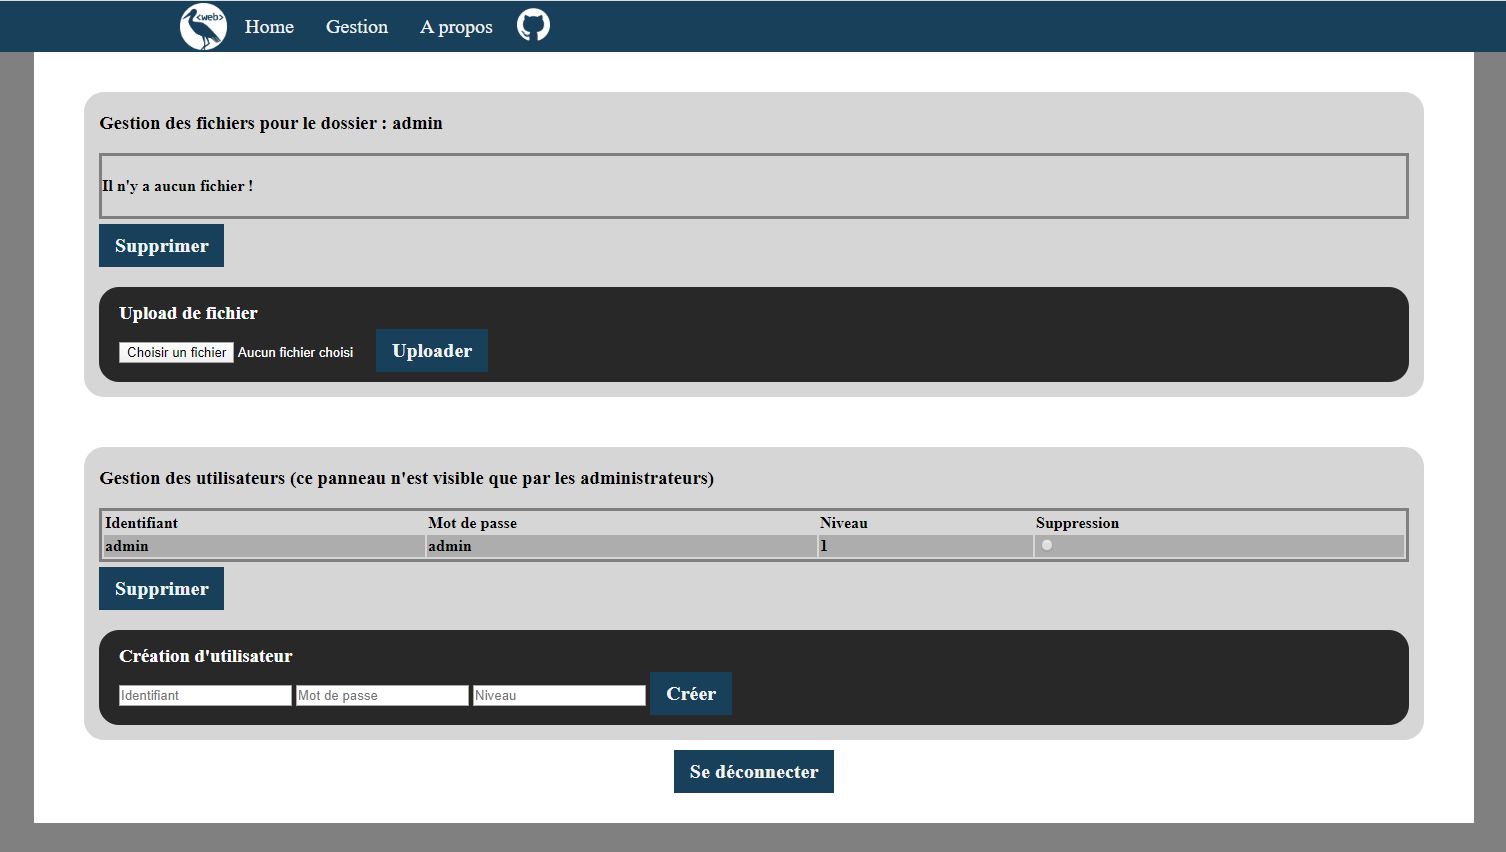 <web>
Home Gestion A propos
Gestion des fichiers pour le dossier : admin
Il n'y a aucun fichier !
Supprimer
Upload de fichier
Choisir un fichier Aucun fichier choisi Uploader
Gestion des utilisateurs (ce panneau n'est visible que par les administrateurs)
Identifiant Mot de passe Niveau Suppression
admin admin 1
Supprimer
Création d'utilisateur
Identifiant Mot de passe Niveau Créer
Se déconnecter